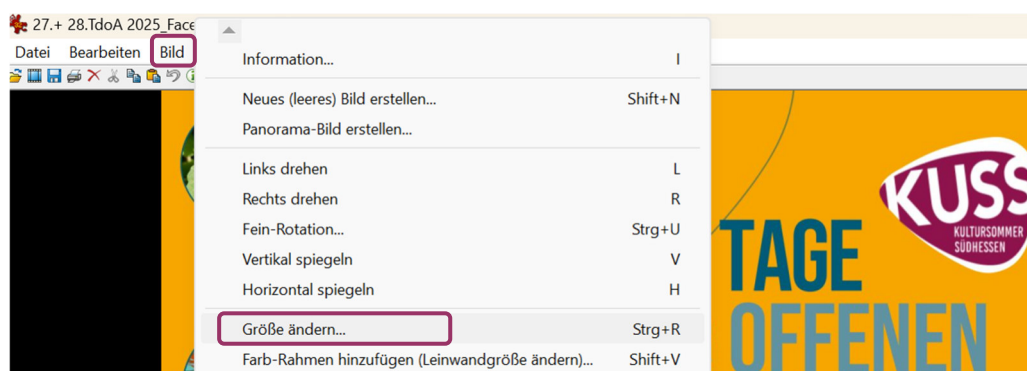 27.+ 28.TdoA 2025_Face
Datei Bearbeiten Bild
Information... I
Neues (leeres) Bild erstellen... Shift+N
Panorama-Bild erstellen...
Links drehen L
Rechts drehen R
Fein-Rotation... Strg+U
Vertikal spiegeln V
Horizontal spiegeln H
Größe ändern... Strg+R
Farb-Rahmen hinzufügen (Leinwandgröße ändern)... Shift+V
KUSS
KULTURSOMMER
SÜDHESSEN
TAGE
OFFENEN